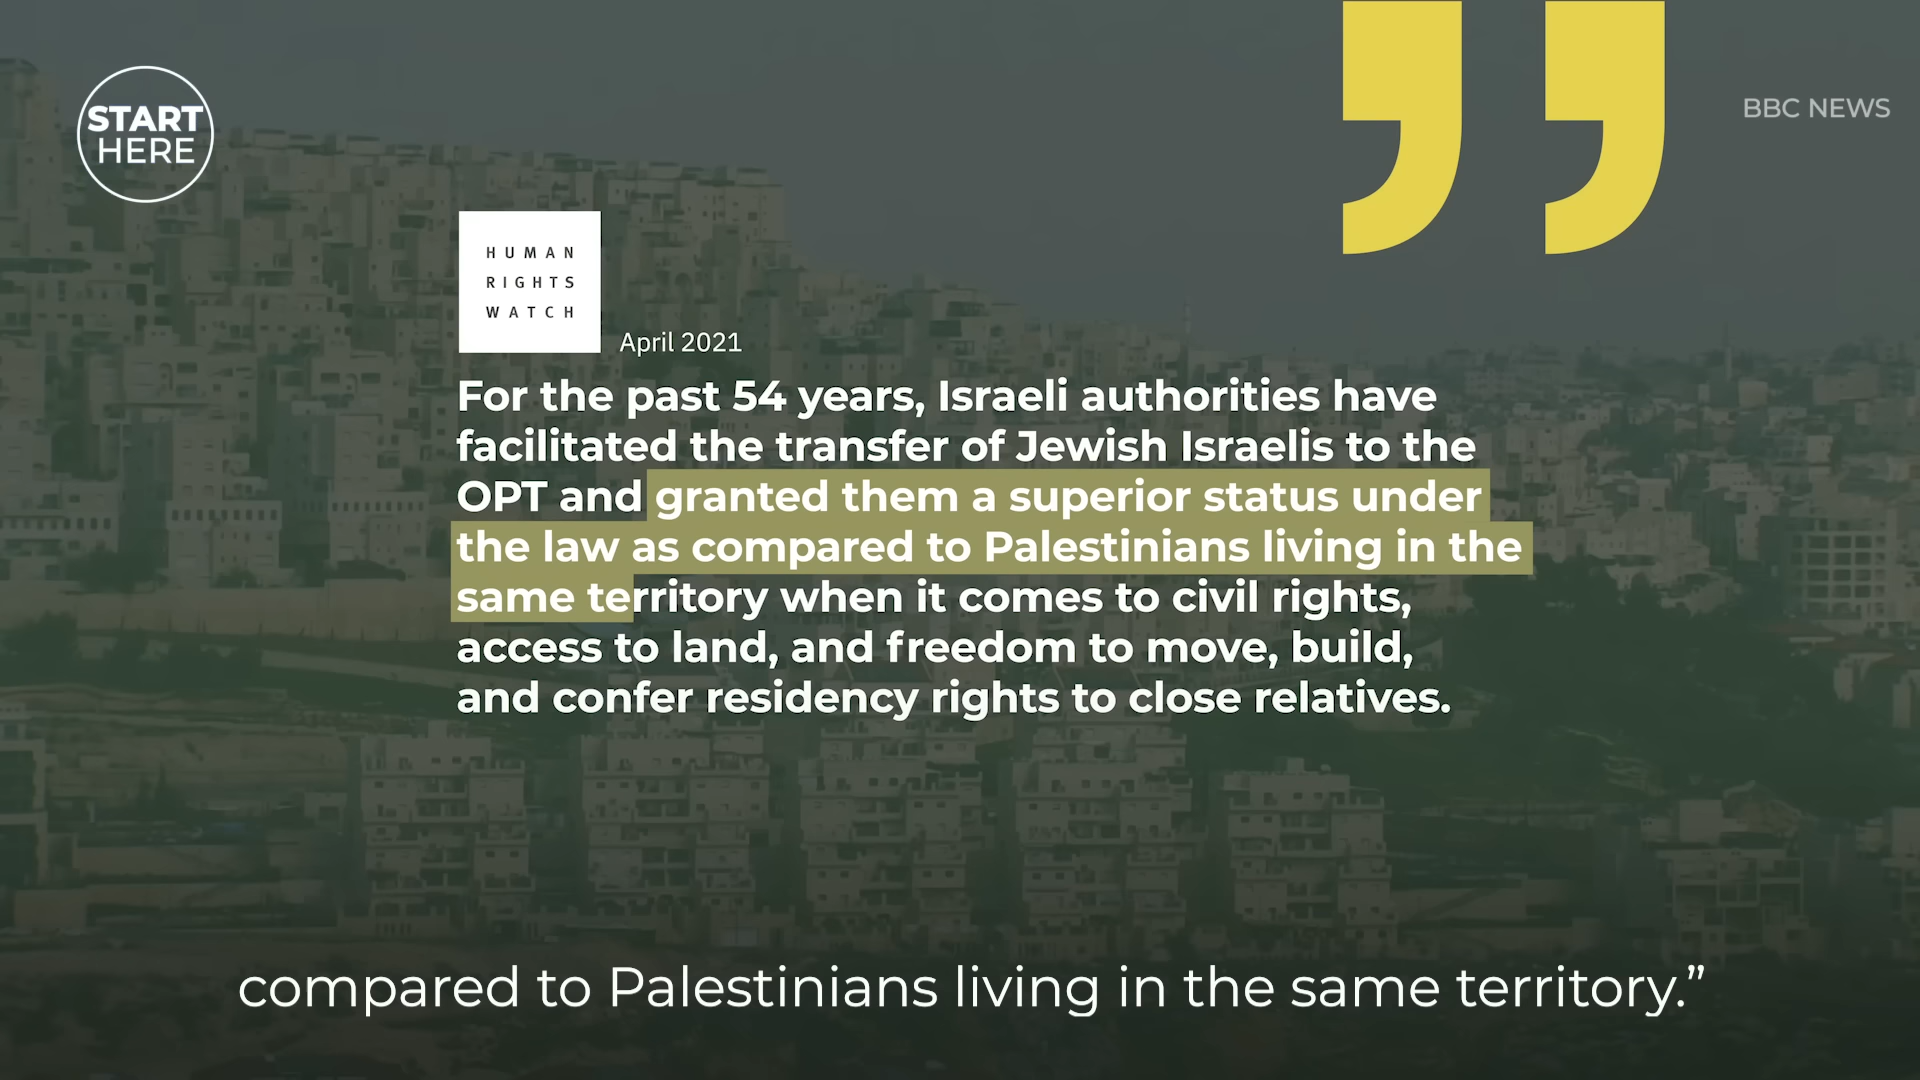 START
HERE
BBC NEWS
HUMAN
RIGHTS
WATCH
April 2021
For the past 54 years, Israeli authorities have
facilitated the transfer of Jewish Israelis to the
OPT and granted them a superior status under
the law as compared to Palestinians living in the
same territory when it comes to civil rights,
access to land, and freedom to move, build,
and confer residency rights to close relatives.
compared to Palestinians living in the same territory.”